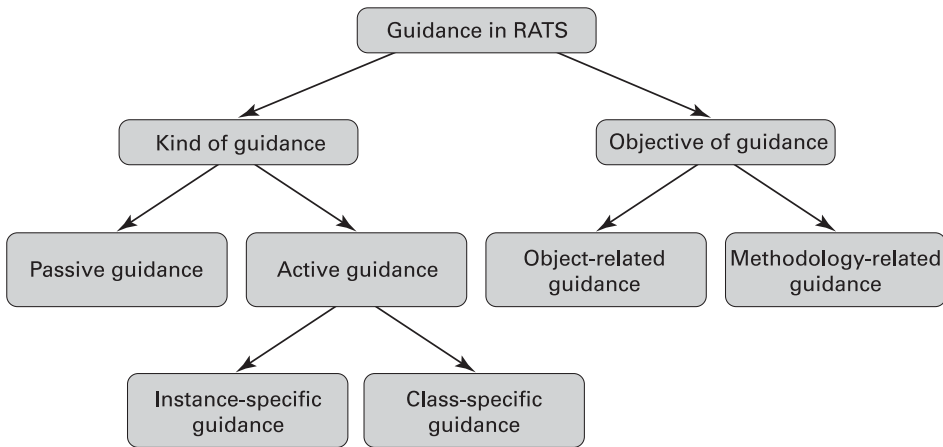 Guidance in RATS
Kind of guidance
Objective of guidance
Passive guidance
Active guidance
Object-related
guidance
Methodology-related
guidance
Instance-specific
guidance
Class-specific
guidance